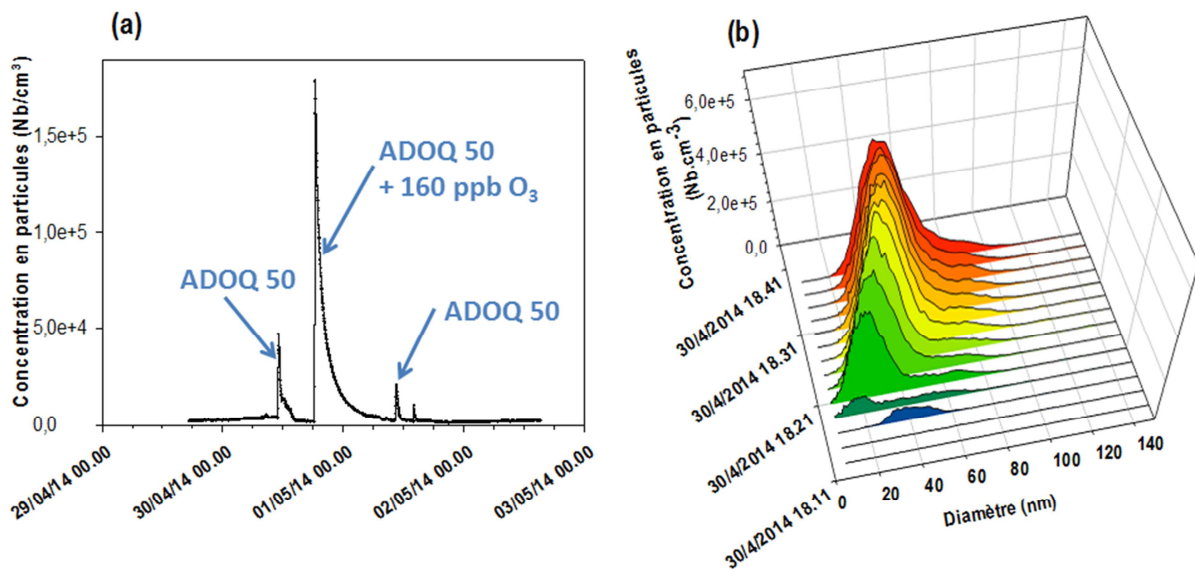 (a)
Concentration en particules (Nb/cm³)
1,5e+5
1,0e+5
5,0e+4
0,0
ADOQ 50
ADOQ 50
+ 160 ppb O₃
ADOQ 50
29/04/14 00.00
30/04/14 00.00
01/05/14 00.00
02/05/14 00.00
03/05/14 00.00
(b)
Concentration en particules
(Nb.cm-3)
6,0e+5
4,0e+5
2,0e+5
0,0
30/4/2014 18.41
30/4/2014 18.31
30/4/2014 18.21
30/4/2014 18.11
0
20
40
60
80
100
120
140
Diamètre (nm)